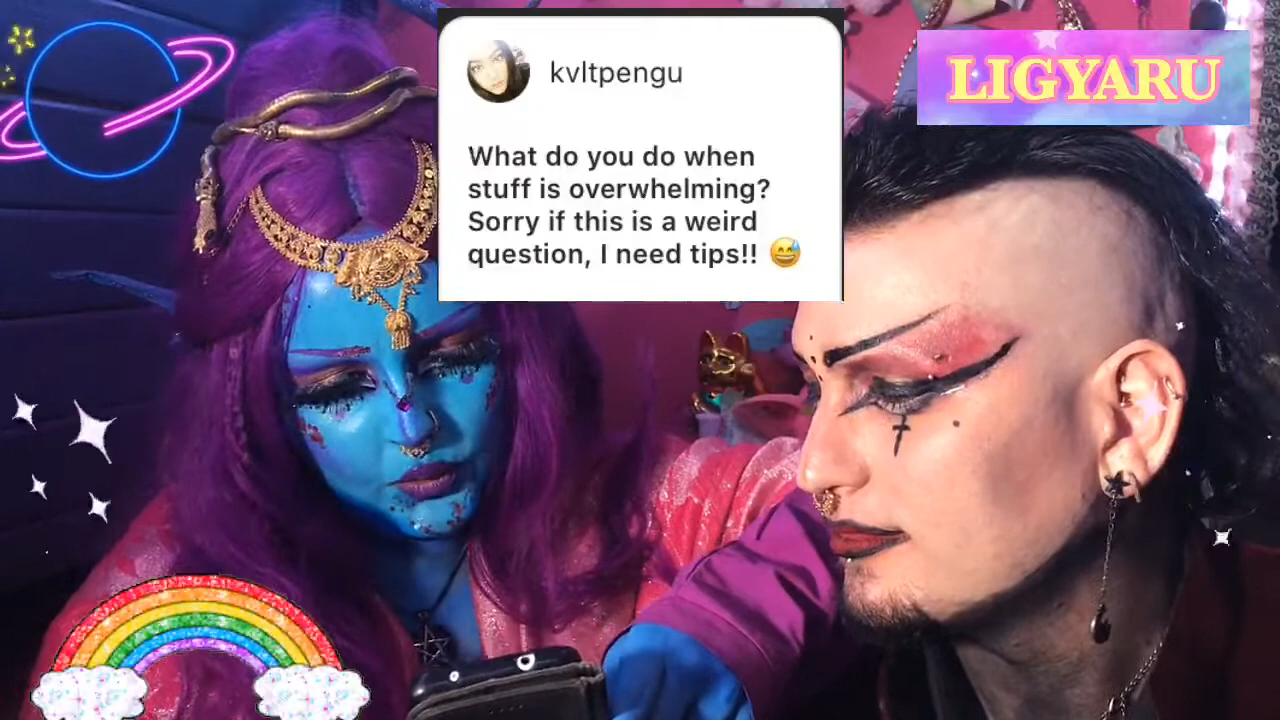 kvltpengu
LIGYARU
What do you do when
stuff is overwhelming?
Sorry if this is a weird
question, I need tips!! 😅